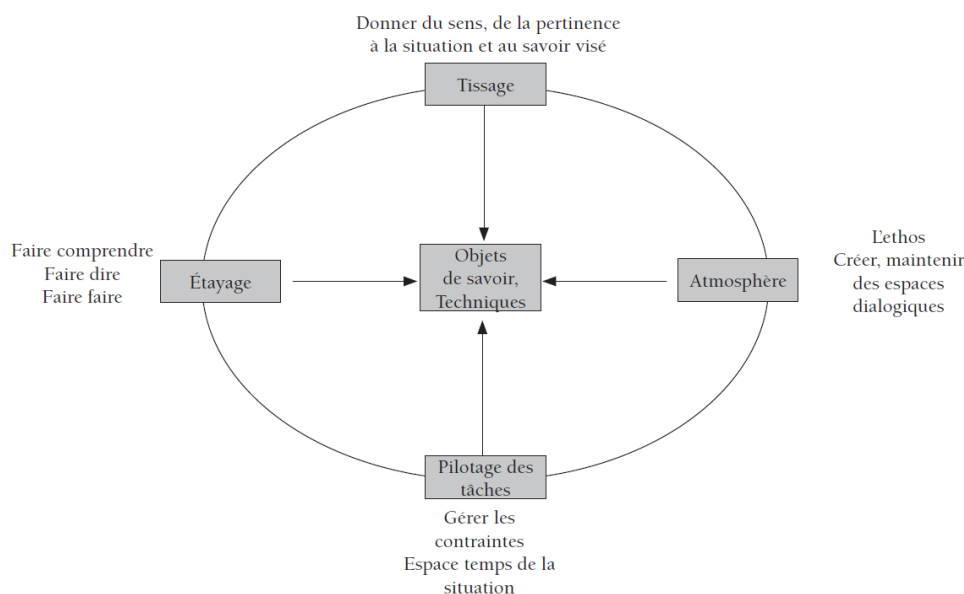 Donner du sens, de la pertinence
à la situation et au savoir visé
Tissage
Faire comprendre
Faire dire
Faire faire
Étayage
Objets
de savoir,
Techniques
Atmosphère
L'ethos
Créer, maintenir
des espaces
dialogiques
Pilotage des
tâches
Gérer les
contraintes
Espace temps de la
situation